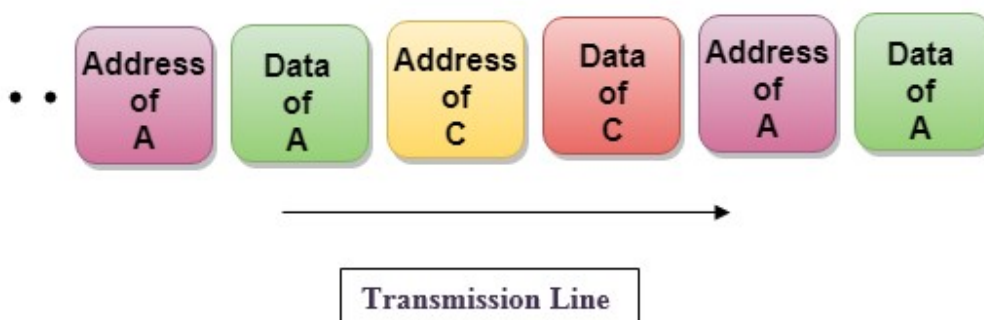 Address
of
A
Data
of
A
Address
of
C
Data
of
C
Address
of
A
Data
of
A
Transmission Line